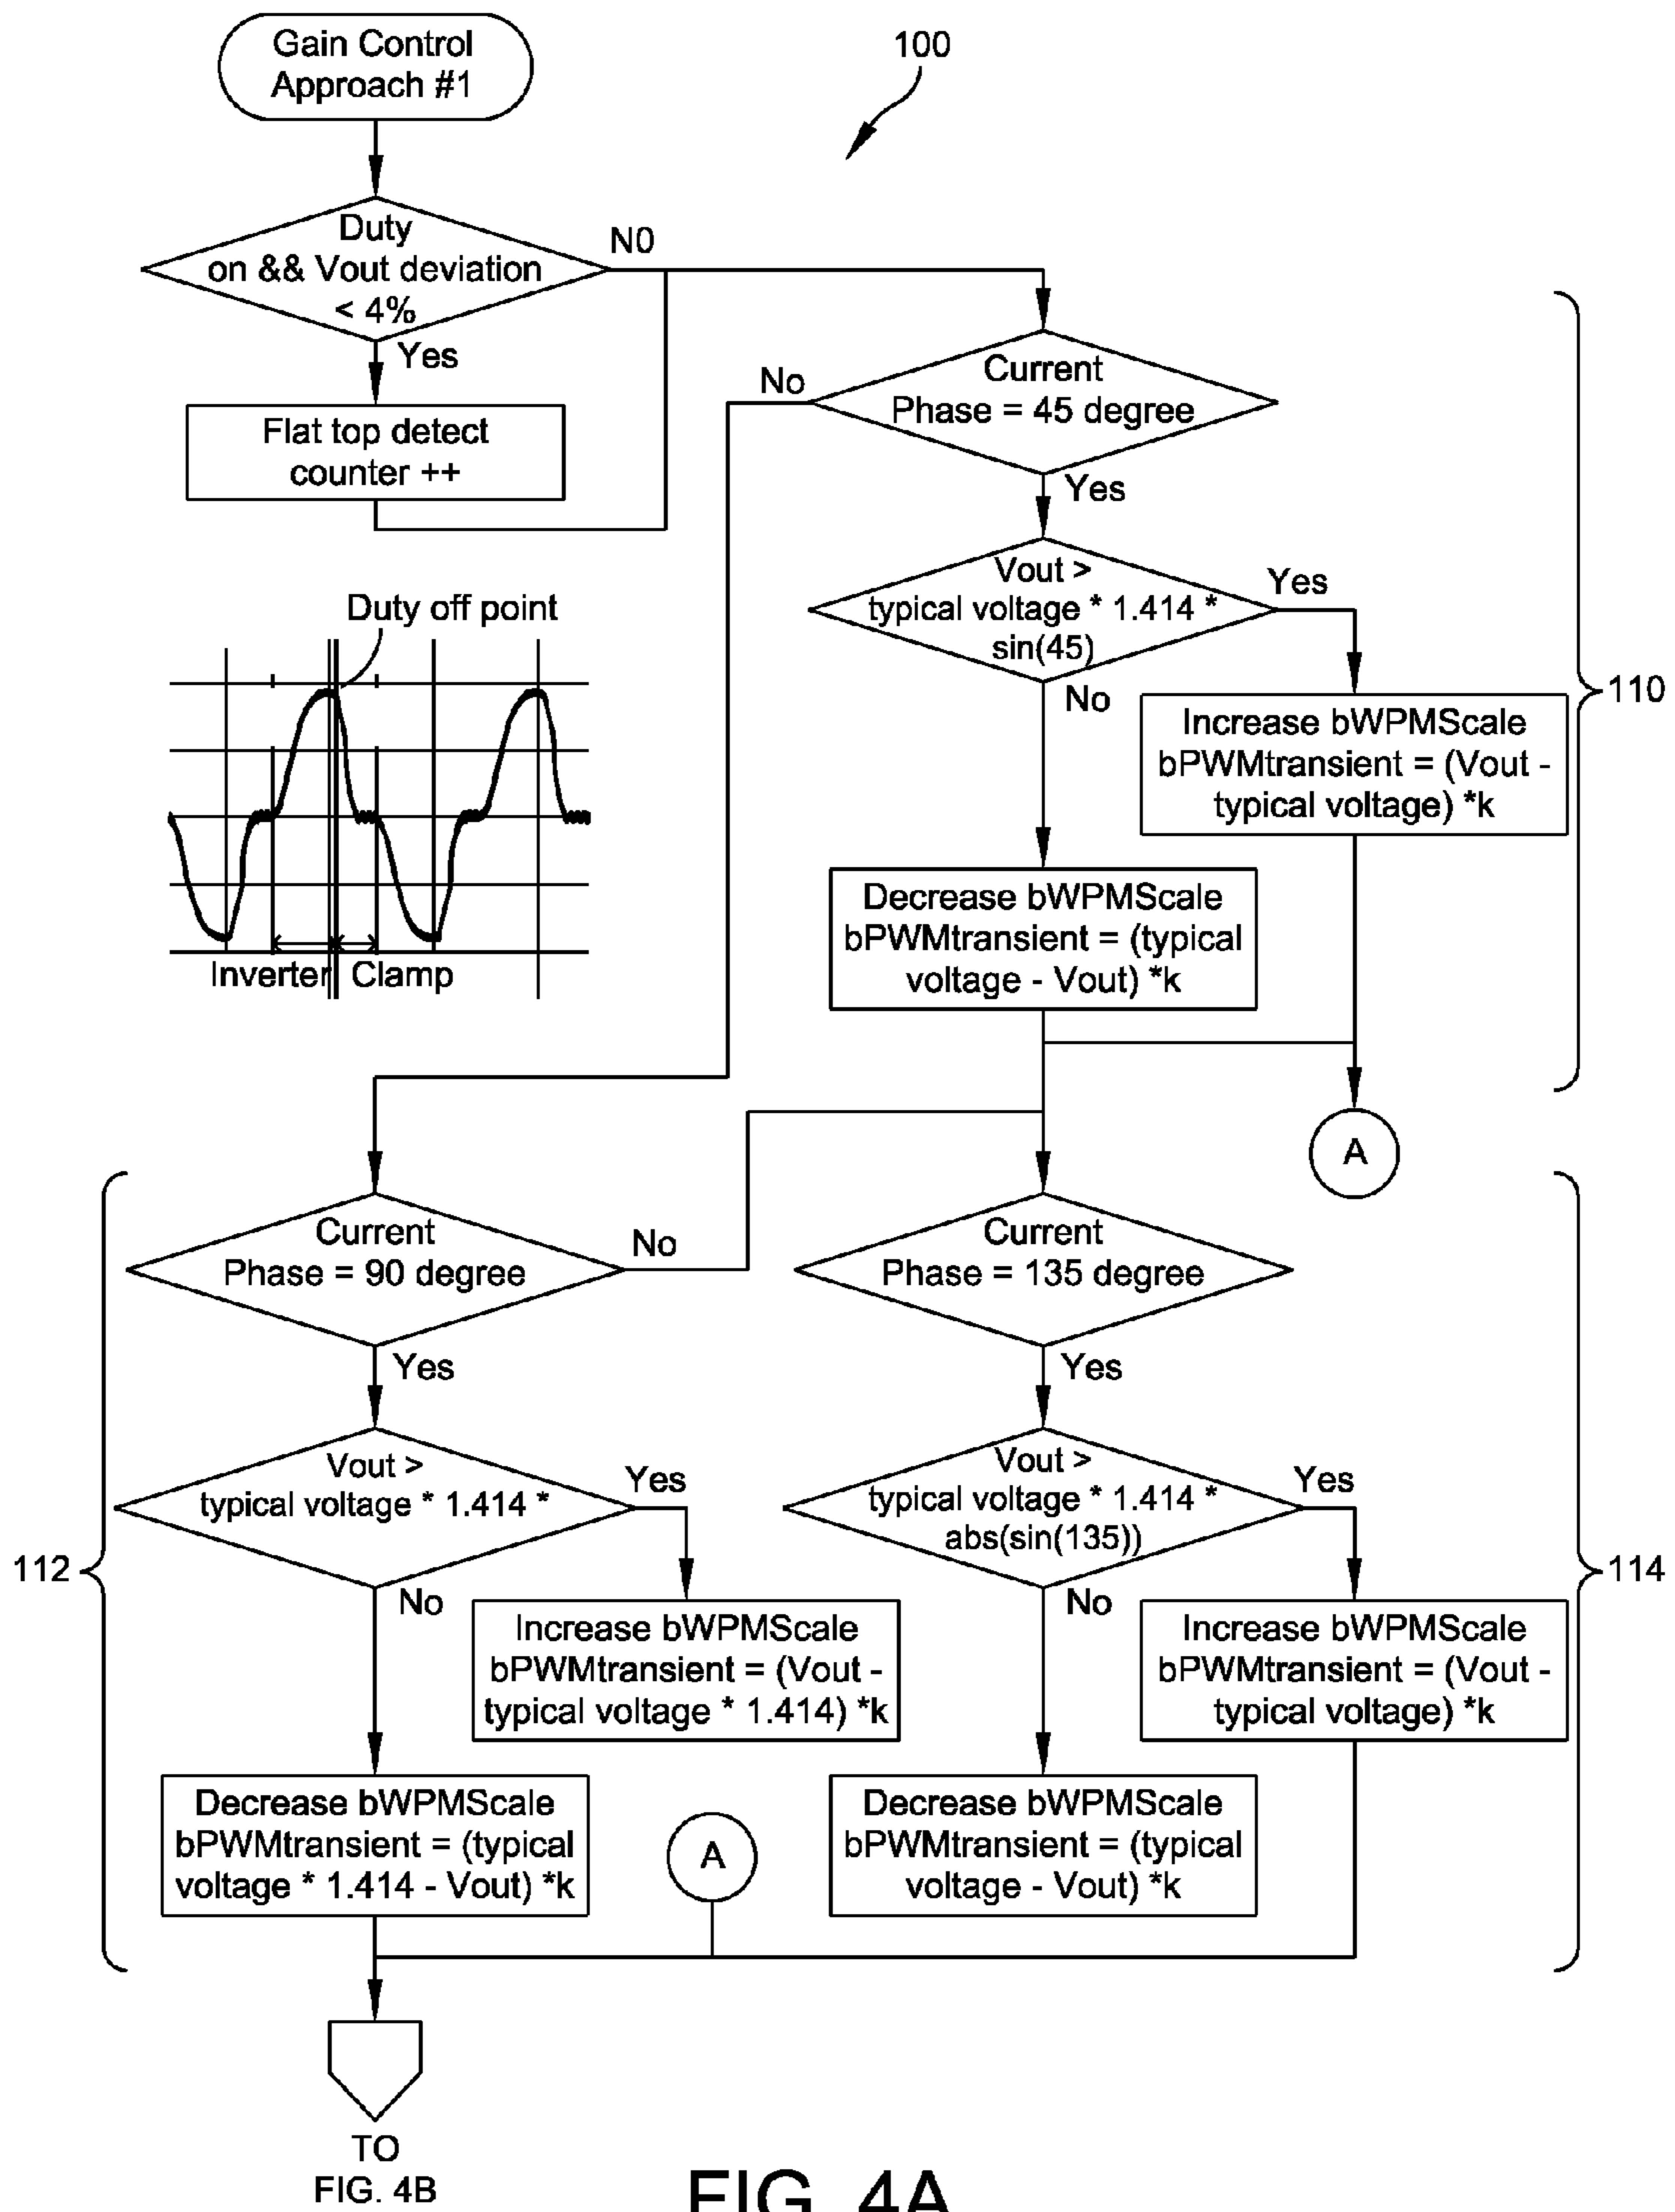 Gain Control
Approach #1
100
Duty
on && Vout deviation
< 4%
N0
Yes
Flat top detect
counter ++
Current
Phase = 45 degree
No
Yes
Vout >
typical voltage * 1.414 *
sin(45)
Yes
No
Increase bWPMScale
bPWMtransient = (Vout -
typical voltage) *k
110
Decrease bWPMScale
bPWMtransient = (typical
voltage - Vout) *k
Duty off point
Inverter
Clamp
A
Current
Phase = 90 degree
No
Yes
Current
Phase = 135 degree
Yes
Vout >
typical voltage * 1.414 *
Yes
No
Vout >
typical voltage * 1.414 *
abs(sin(135))
Yes
No
112
114
Increase bWPMScale
bPWMtransient = (Vout -
typical voltage * 1.414) *k
Increase bWPMScale
bPWMtransient = (Vout -
typical voltage) *k
Decrease bWPMScale
bPWMtransient = (typical
voltage * 1.414 - Vout) *k
A
Decrease bWPMScale
bPWMtransient = (typical
voltage - Vout) *k
TO
FIG. 4B
FIG. 4A